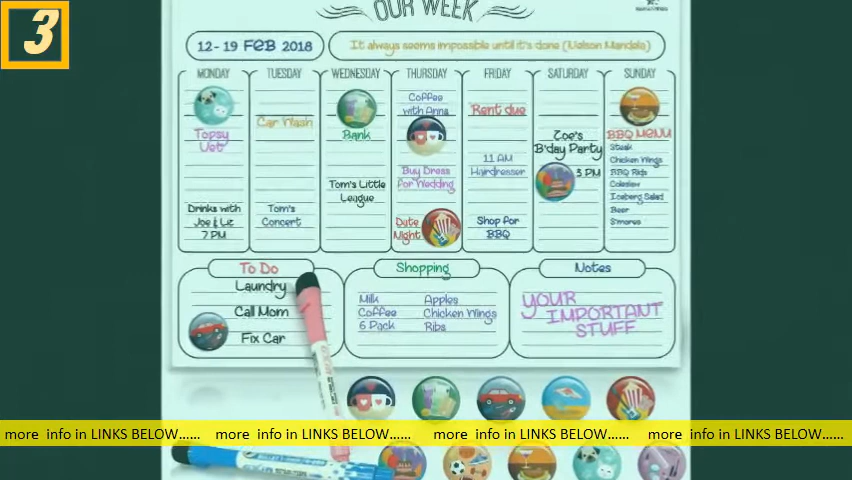 3
OUR WEEK
12-19 FEB 2018
It always seems impossible until it's done (Nelson Mandela)
MONDAY
TUESDAY
WEDNESDAY
THURSDAY
FRIDAY
SATURDAY
SUNDAY
Topsy
Vet
Drinks with
Joe & Liz
7 PM
Car Wash
Tom's
Concert
Bank
Tom's Little
League
Coffee
with Anna
Buy Dress
for Wedding
Date
Night
Rent due
11 AM
Hairdresser
Shop for
BBQ
Zoe's
B'day Party
3 PM
BBQ MENU
Steak
Chicken Wings
BBQ Ribs
Coleslaw
Iceberg Salad
Beer
S'mores
To Do
Laundry
Call Mom
Fix Car
Shopping
Milk
Coffee
6 Pack
Apples
Chicken Wings
Ribs
Notes
YOUR
IMPORTANT
STUFF
more info in LINKS BELOW...... more info in LINKS BELOW...... more info in LINKS BELOW...... more info in LINKS BELOW......